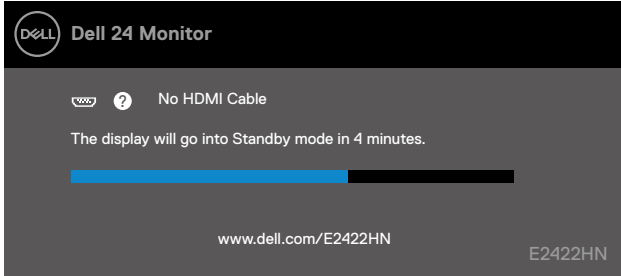 DELL
Dell 24 Monitor
? No HDMI Cable
The display will go into Standby mode in 4 minutes.
www.dell.com/E2422HN
E2422HN